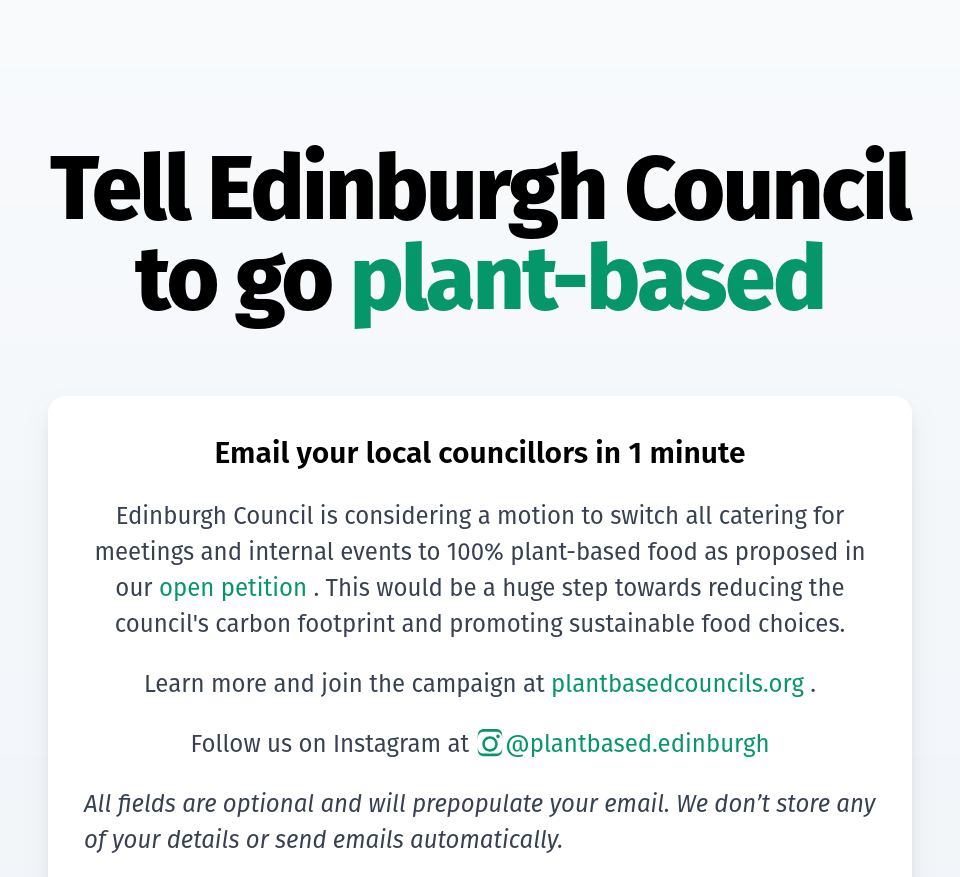 Tell Edinburgh Council
to go plant-based
Email your local councillors in 1 minute
Edinburgh Council is considering a motion to switch all catering for
meetings and internal events to 100% plant-based food as proposed in
our open petition . This would be a huge step towards reducing the
council's carbon footprint and promoting sustainable food choices.
Learn more and join the campaign at plantbasedcouncils.org .
Follow us on Instagram at @plantbased.edinburgh
All fields are optional and will prepopulate your email. We don’t store any
of your details or send emails automatically.